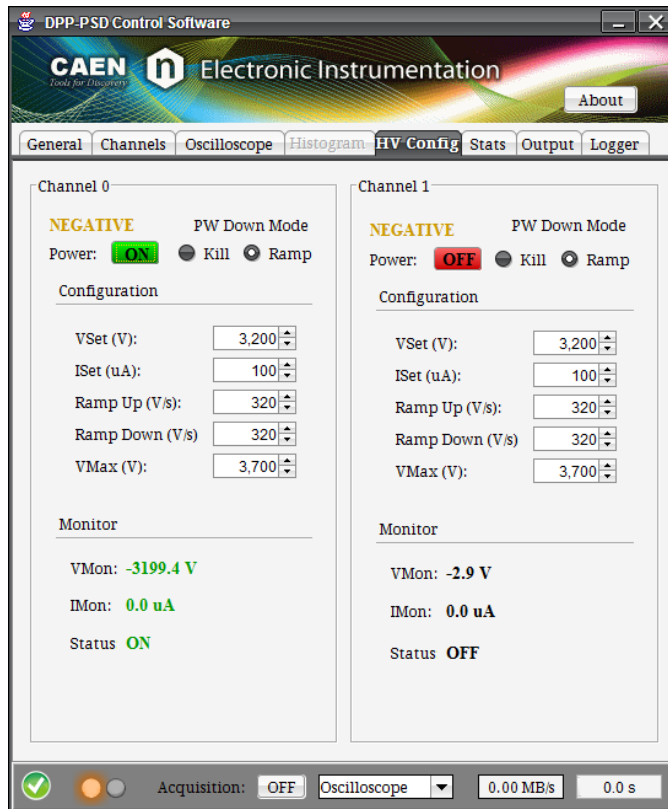 DPP-PSD Control Software
CAEN n Electronic Instrumentation
Tools for Discovery
About
General Channels Oscilloscope Histogram HV Config Stats Output Logger
Channel 0
NEGATIVE PW Down Mode
Power: ON Kill Ramp
Configuration
VSet (V): 3,200
ISet (uA): 100
Ramp Up (V/s): 320
Ramp Down (V/s) 320
VMax (V): 3,700
Monitor
VMon: -3199.4 V
IMon: 0.0 uA
Status ON
Channel 1
NEGATIVE PW Down Mode
Power: OFF Kill Ramp
Configuration
VSet (V): 3,200
ISet (uA): 100
Ramp Up (V/s): 320
Ramp Down (V/s) 320
VMax (V): 3,700
Monitor
VMon: -2.9 V
IMon: 0.0 uA
Status OFF
Acquisition: OFF Oscilloscope 0.00 MB/s 0.0 s